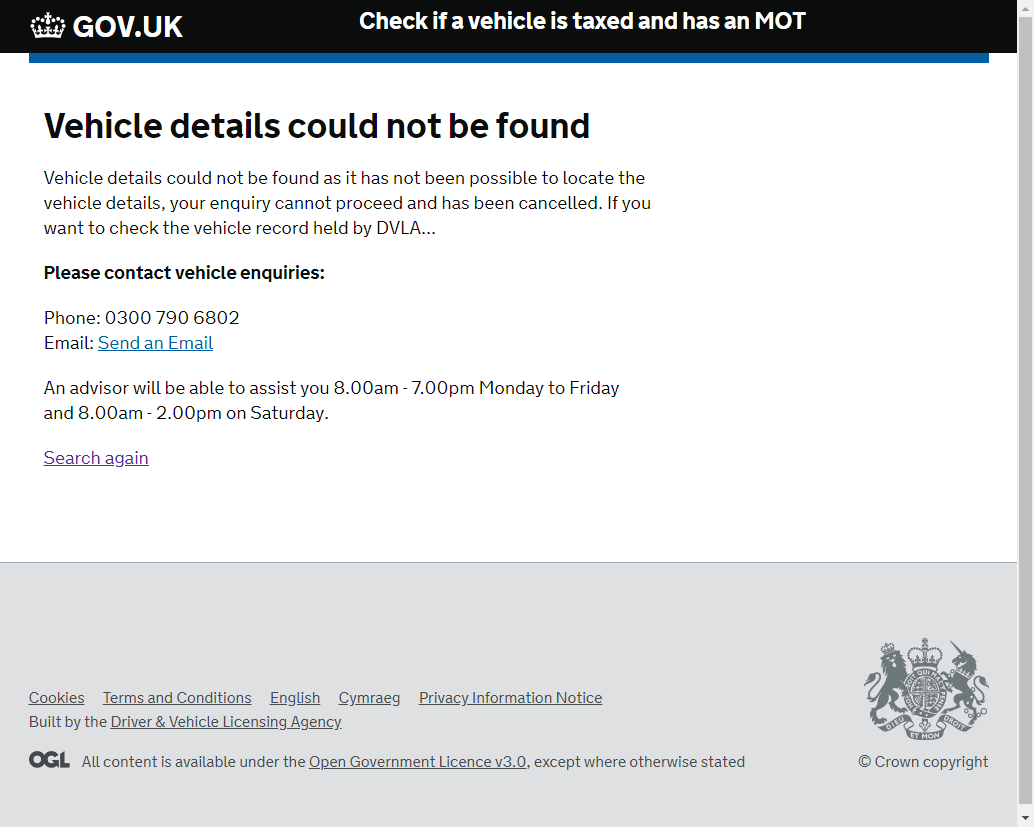 GOV.UK
Check if a vehicle is taxed and has an MOT
Vehicle details could not be found
Vehicle details could not be found as it has not been possible to locate the
vehicle details, your enquiry cannot proceed and has been cancelled. If you
want to check the vehicle record held by DVLA...
Please contact vehicle enquiries:
Phone: 0300 790 6802
Email: Send an Email
An advisor will be able to assist you 8.00am - 7.00pm Monday to Friday
and 8.00am - 2.00pm on Saturday.
Search again
Cookies Terms and Conditions English Cymraeg Privacy Information Notice
Built by the Driver & Vehicle Licensing Agency
OGL All content is available under the Open Government Licence v3.0, except where otherwise stated
DIEU ET MON DROIT
© Crown copyright